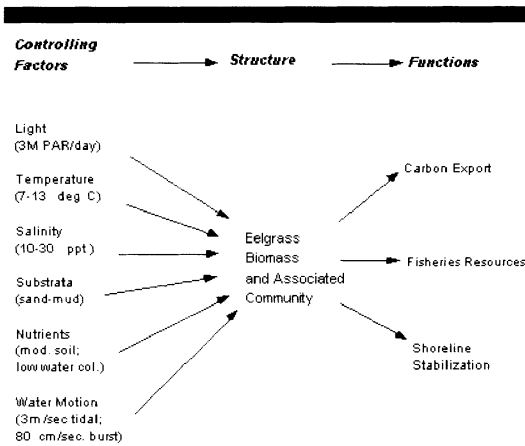 Controlling
Factors
Structure
Functions
Light
(3M PAR/day)
Temperature
(7-13 deg C)
Salinity
(10-30 ppt)
Substrata
(sand-mud)
Nutrients
(mod. soil;
low water col.)
Water Motion
(3m/sec tidal;
80 cm/sec. burst)
Eelgrass
Biomass
and Associated
Community
Carbon Export
Fisheries Resources
Shoreline
Stabilization